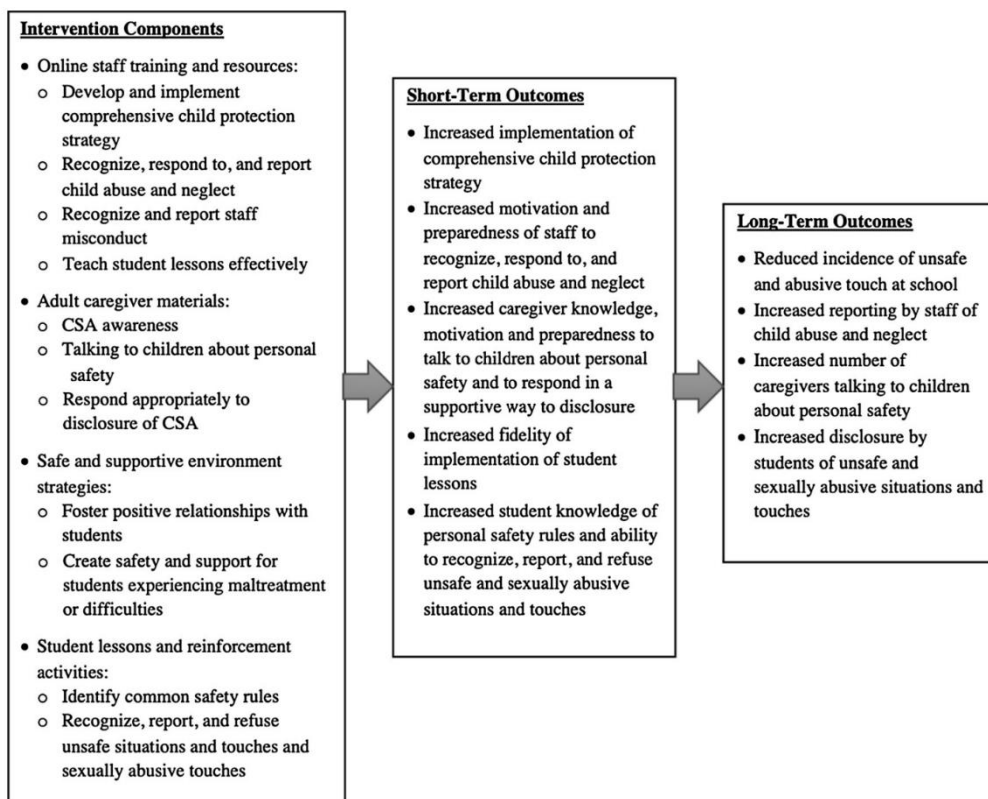 Intervention Components
• Online staff training and resources:
o Develop and implement
comprehensive child protection
strategy
o Recognize, respond to, and report
child abuse and neglect
o Recognize and report staff
misconduct
o Teach student lessons effectively
• Adult caregiver materials:
o CSA awareness
o Talking to children about personal
safety
o Respond appropriately to
disclosure of CSA
• Safe and supportive environment
strategies:
o Foster positive relationships with
students
o Create safety and support for
students experiencing maltreatment
or difficulties
• Student lessons and reinforcement
activities:
o Identify common safety rules
o Recognize, report, and refuse
unsafe situations and touches and
sexually abusive touches
Short-Term Outcomes
• Increased implementation of
comprehensive child protection
strategy
• Increased motivation and
preparedness of staff to
recognize, respond to, and
report child abuse and neglect
• Increased caregiver knowledge,
motivation and preparedness to
talk to children about personal
safety and to respond in a
supportive way to disclosure
• Increased fidelity of
implementation of student
lessons
• Increased student knowledge of
personal safety rules and ability
to recognize, report, and refuse
unsafe and sexually abusive
situations and touches
Long-Term Outcomes
• Reduced incidence of unsafe
and abusive touch at school
• Increased reporting by staff of
child abuse and neglect
• Increased number of
caregivers talking to children
about personal safety
• Increased disclosure by
students of unsafe and
sexually abusive situations and
touches